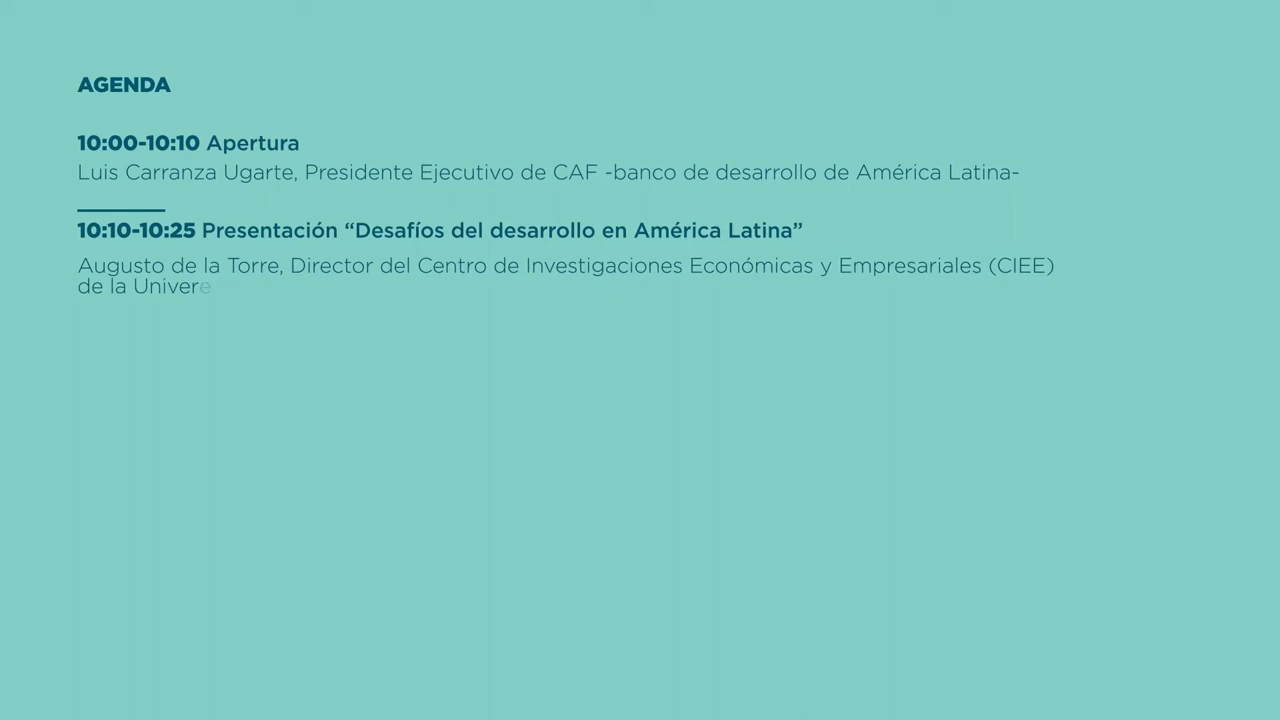 AGENDA
10:00-10:10 Apertura
Luis Carranza Ugarte, Presidente Ejecutivo de CAF -banco de desarrollo de América Latina-
10:10-10:25 Presentación “Desafíos del desarrollo en América Latina”
Augusto de la Torre, Director del Centro de Investigaciones Económicas y Empresariales (CIEE)
de la Univere